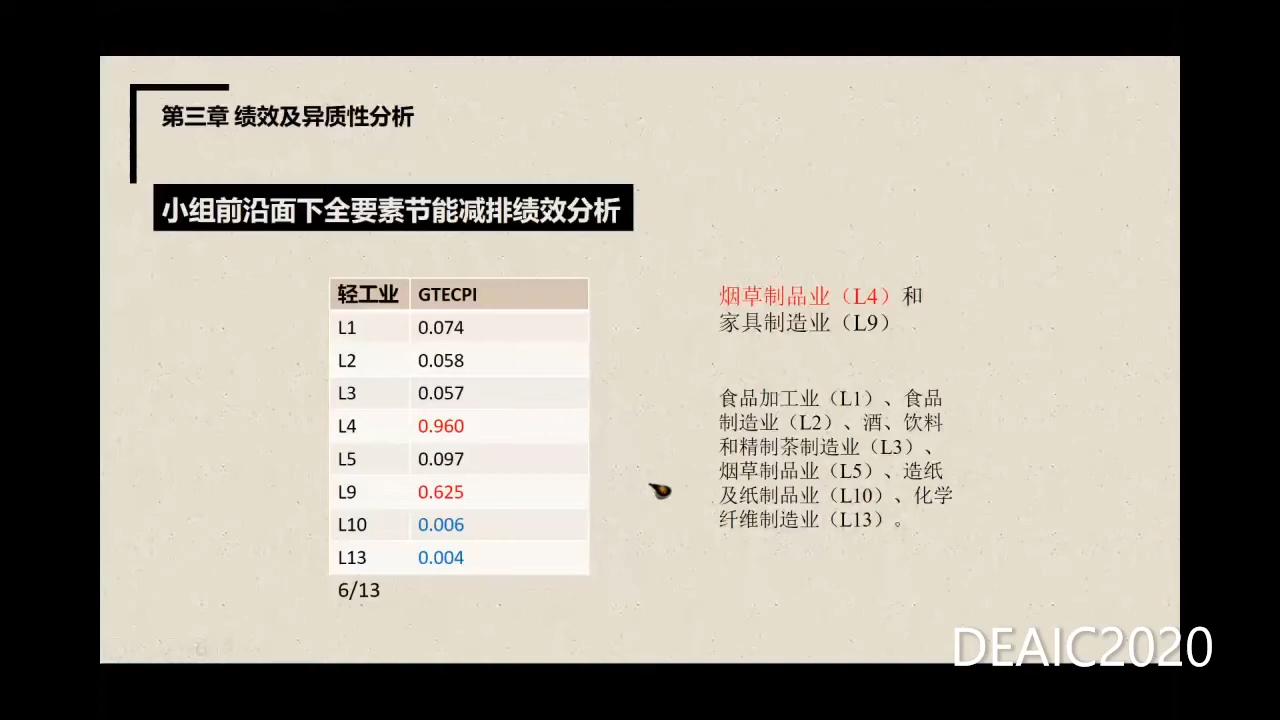 第三章 绩效及异质性分析
小组前沿面下全要素节能减排绩效分析
轻工业 GTECPI
L1 0.074
L2 0.058
L3 0.057
L4 0.960
L5 0.097
L9 0.625
L10 0.006
L13 0.004
6/13
烟草制品业（L4）和
家具制造业（L9）
食品加工业（L1）、食品
制造业（L2）、酒、饮料
和精制茶制造业（L3）、
烟草制品业（L5）、造纸
及纸制品业（L10）、化学
纤维制造业（L13）。
DEAIC2020